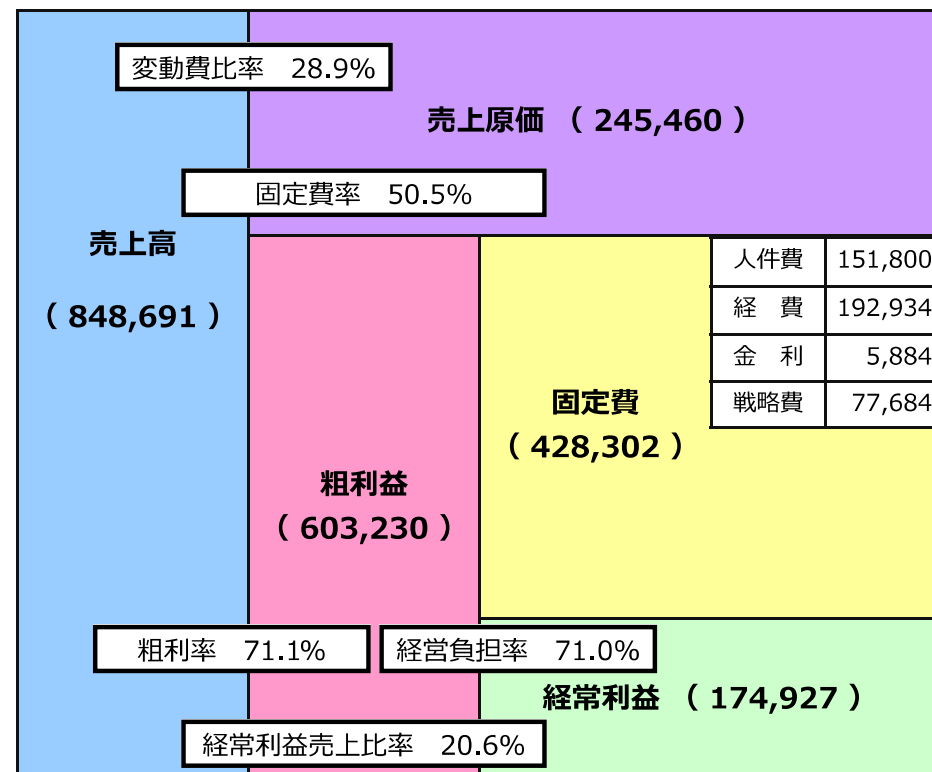 変動費比率　28.9%
売上原価 （ 245,460 ）
固定費率　50.5%
売上高
（ 848,691 ）
人件費 151,800
経　費 192,934
金　利 5,884
戦略費 77,684
固定費
（ 428,302 ）
粗利益
（ 603,230 ）
粗利率　71.1%
経営負担率　71.0%
経常利益 （ 174,927 ）
経常利益売上比率　20.6%